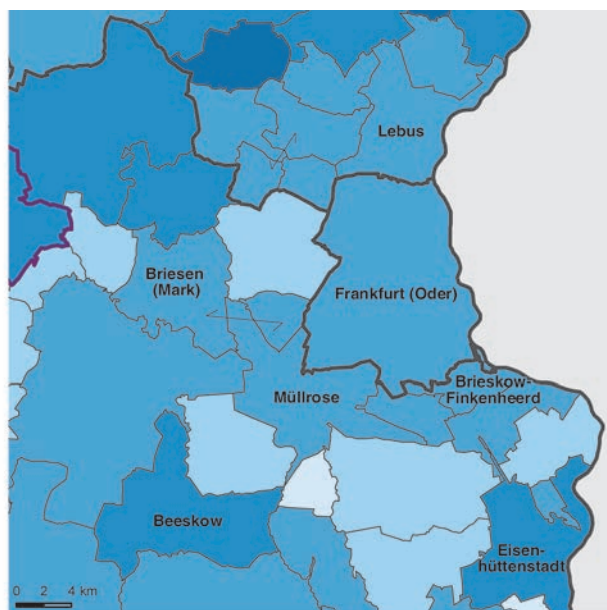 Lebus
Briesen
(Mark)
Frankfurt (Oder)
Müllrose
Brieskow-
Finkenheerd
Beeskow
Eisen-
hüttenstadt
0 2 4 km